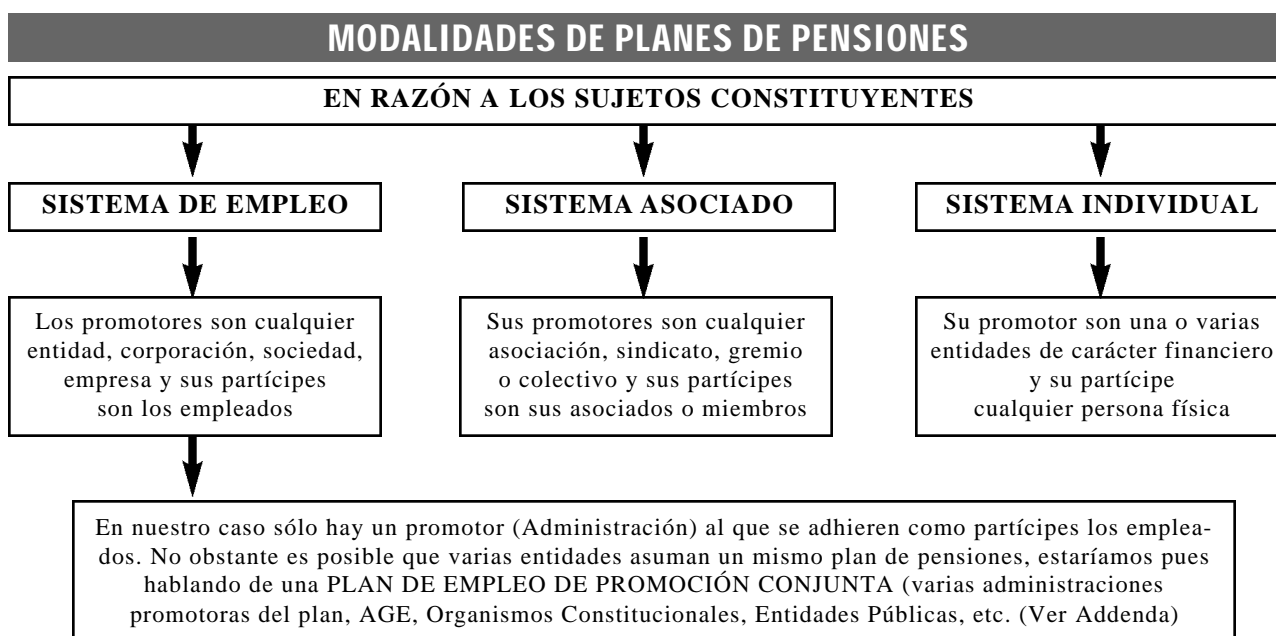 MODALIDADES DE PLANES DE PENSIONES
EN RAZÓN A LOS SUJETOS CONSTITUYENTES
SISTEMA DE EMPLEO
SISTEMA ASOCIADO
SISTEMA INDIVIDUAL
Los promotores son cualquier
entidad, corporación, sociedad,
empresa y sus partícipes
son los empleados
Sus promotores son cualquier
asociación, sindicato, gremio
o colectivo y sus partícipes
son sus asociados o miembros
Su promotor son una o varias
entidades de carácter financiero
y su partícipe
cualquier persona física
En nuestro caso sólo hay un promotor (Administración) al que se adhieren como partícipes los emplea-
dos. No obstante es posible que varias entidades asuman un mismo plan de pensiones, estaríamos pues
hablando de una PLAN DE EMPLEO DE PROMOCIÓN CONJUNTA (varias administraciones
promotoras del plan, AGE, Organismos Constitucionales, Entidades Públicas, etc. (Ver Addenda)